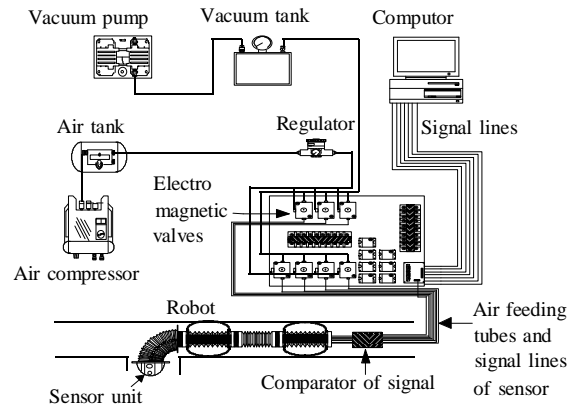 Vacuum pump
Vacuum tank
Computor
Air tank
Regulator
Signal lines
Electro
magnetic
valves
Air compressor
Robot
Air feeding
tubes and
signal lines
of sensor
Sensor unit
Comparator of signal